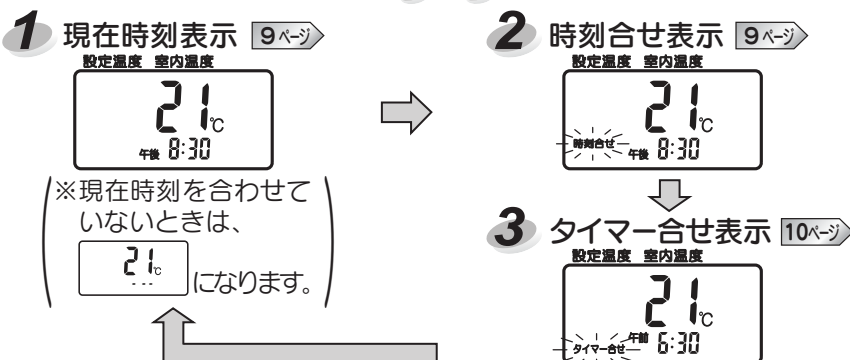 1 現在時刻表示 9ページ
設定温度 室内温度
21℃
午後 8:30
※現在時刻を合わせて
いないときは、
21℃
---
になります。
2 時刻合せ表示 9ページ
設定温度 室内温度
21℃
時刻合せ 午後 8:30
3 タイマー合せ表示 10ページ
設定温度 室内温度
21℃
タイマー合せ 午前 6:30